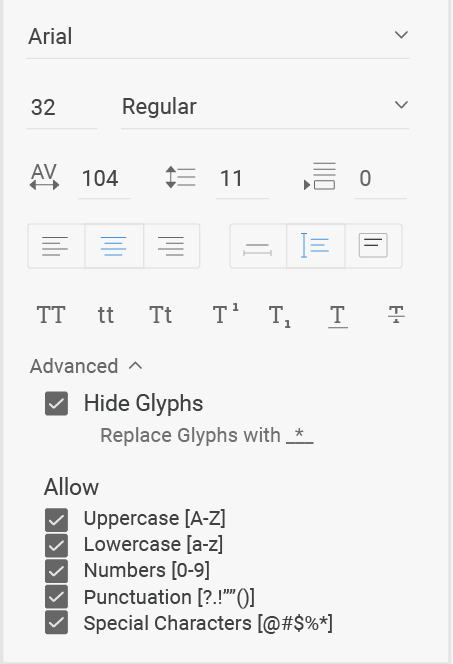 Arial
32 Regular
AV 104 11 0
TT tt Tt T¹ T₁ T T
Advanced
Hide Glyphs
Replace Glyphs with _*_
Allow
Uppercase [A-Z]
Lowercase [a-z]
Numbers [0-9]
Punctuation [?.!””()]
Special Characters [@#$%*]